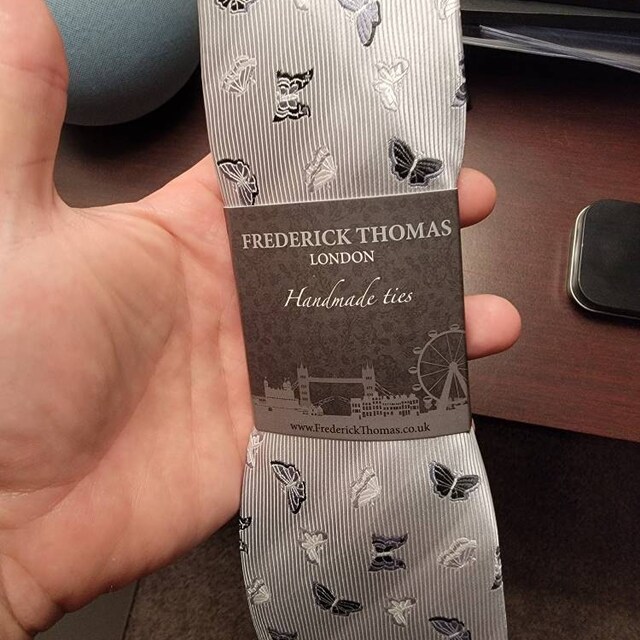 FREDERICK THOMAS
LONDON
Handmade ties
www.FrederickThomas.co.uk